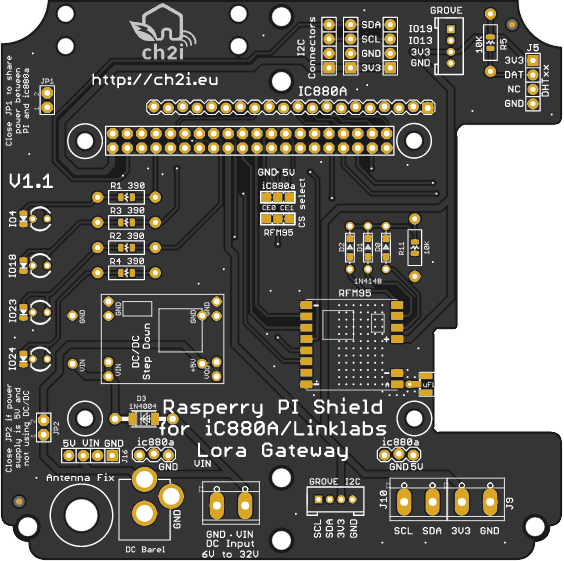 GROVE
ch2i
I2C
Connectors
SDA
SCL
GND
3V3
IO19
IO13
3V3
GND
10K
R5
J5
3V3
DAT
NC
GND
DHTxx
http://ch2i.eu
JP1
Close JP1 to share
power between
PI and ic880a
IC880A
V1.1
R1 390
R3 390
R2 390
R4 390
IO4
IO18
IO23
IO24
GND 5V
iC880a
CE0 CE1
RFM95
CS select
D2
D1
D0
1N4148
R11
10K
RFM95
GND
GND
GND
DC/DC
Step Down
VIN
VIN
+5V
VOUT
D3
1N4004
uFL
Rasperry PI Shield
for iC880A/Linklabs
Lora Gateway
Close JP2 if power
supply is 5V and
not using DC/DC
JP2
5V VIN GND
J16
ic880a
GND
VIN
ic880a
GND 5V
Antenna Fix
GND
DC Barel
GND - VIN
DC Input
6V to 32V
GROVE I2C
SCL
SDA
3V3
GND
J10
J9
SCL SDA 3V3 GND